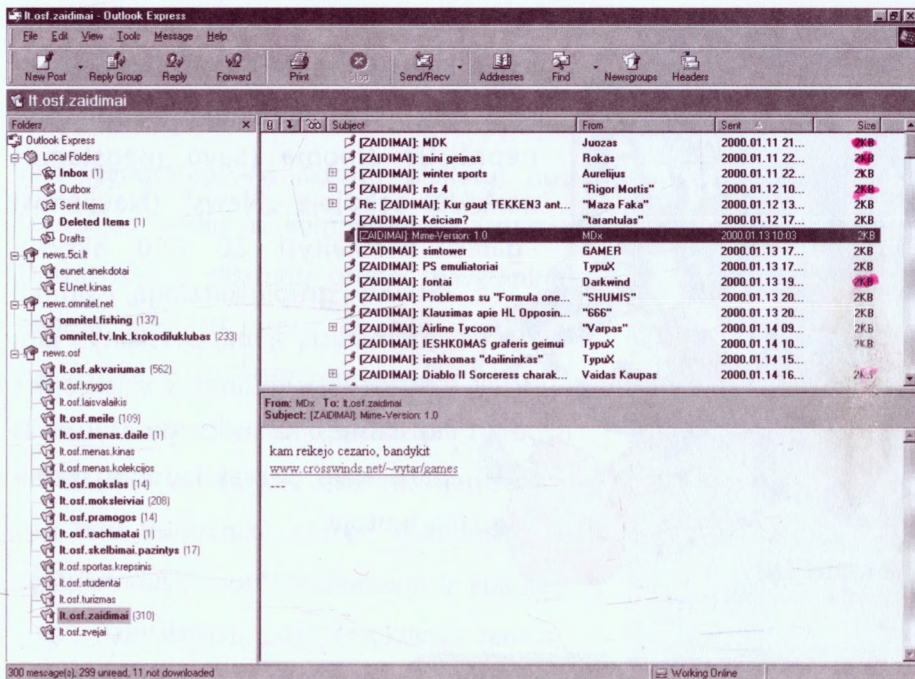 lt.osf.zaidimai - Outlook Express
File Edit View Tools Message Help
New Post Reply Group Reply Forward Print Stop Send/Recv Addresses Find Newsgroups Headers
lt.osf.zaidimai
Folders
Outlook Express
Local Folders
Inbox (1)
Outbox
Sent Items
Deleted Items (1)
Drafts
news.5ci.lt
eunet.anekdotai
EUnet.kinas
news.omnitel.net
omnitel.fishing (137)
omnitel.tv.lnk.krokodiluklubas (233)
news.osf
lt.osf.akvariumas (562)
lt.osf.knygos
lt.osf.laisvalaikis
lt.osf.meile (109)
lt.osf.menas.daile (1)
lt.osf.menas.kinas
lt.osf.menas.kolekcijos
lt.osf.mokslas (14)
lt.osf.moksleiviai (208)
lt.osf.pramogos (14)
lt.osf.sachmatai (1)
lt.osf.skelbimai.pazintys (17)
lt.osf.sportas.krepsinis
lt.osf.studentai
lt.osf.turizmas
lt.osf.zaidimai (310)
lt.osf.zvejai
Subject From Sent Size
[ZAIDIMAI]: MDK Juozas 2000.01.11 21... 2KB
[ZAIDIMAI]: mini geimas Rokas 2000.01.11 22... 2KB
[ZAIDIMAI]: winter sports Aurelijus 2000.01.11 22... 2KB
[ZAIDIMAI]: nfs 4 "Rigor Mortis" 2000.01.12 10... 2KB
Re: [ZAIDIMAI]: Kur gaut TEKKEN3 ant... "Maza Faka" 2000.01.12 13... 2KB
[ZAIDIMAI]: Keiciam? "tarantulas" 2000.01.12 17... 2KB
[ZAIDIMAI]: Mime-Version: 1.0 MDx 2000.01.13 10:03 2KB
[ZAIDIMAI]: simtower GAMER 2000.01.13 17... 2KB
[ZAIDIMAI]: PS emuliatoriai TypuX 2000.01.13 17... 2KB
[ZAIDIMAI]: fontai Darkwind 2000.01.13 19... 2KB
[ZAIDIMAI]: Problemos su "Formula one... "SHUMIS" 2000.01.13 20... 2KB
[ZAIDIMAI]: Klausimas apie HL Opposin... "666" 2000.01.13 20... 2KB
[ZAIDIMAI]: Airline Tycoon "Varpas" 2000.01.14 09... 2KB
[ZAIDIMAI]: IESHKOMAS graferis geimui TypuX 2000.01.14 10... 2KB
[ZAIDIMAI]: ieshkomas "dailininkas" TypuX 2000.01.14 15...
[ZAIDIMAI]: Diablo II Sorceress charak... Vaidas Kaupas 2000.01.14 16... 2KB
From: MDx To: lt.osf.zaidimai
Subject: [ZAIDIMAI]: Mime-Version: 1.0
kam reikejo cezario, bandykit
www.crosswinds.net/~vytar/games
---
300 message(s), 299 unread, 11 not downloaded Working Online